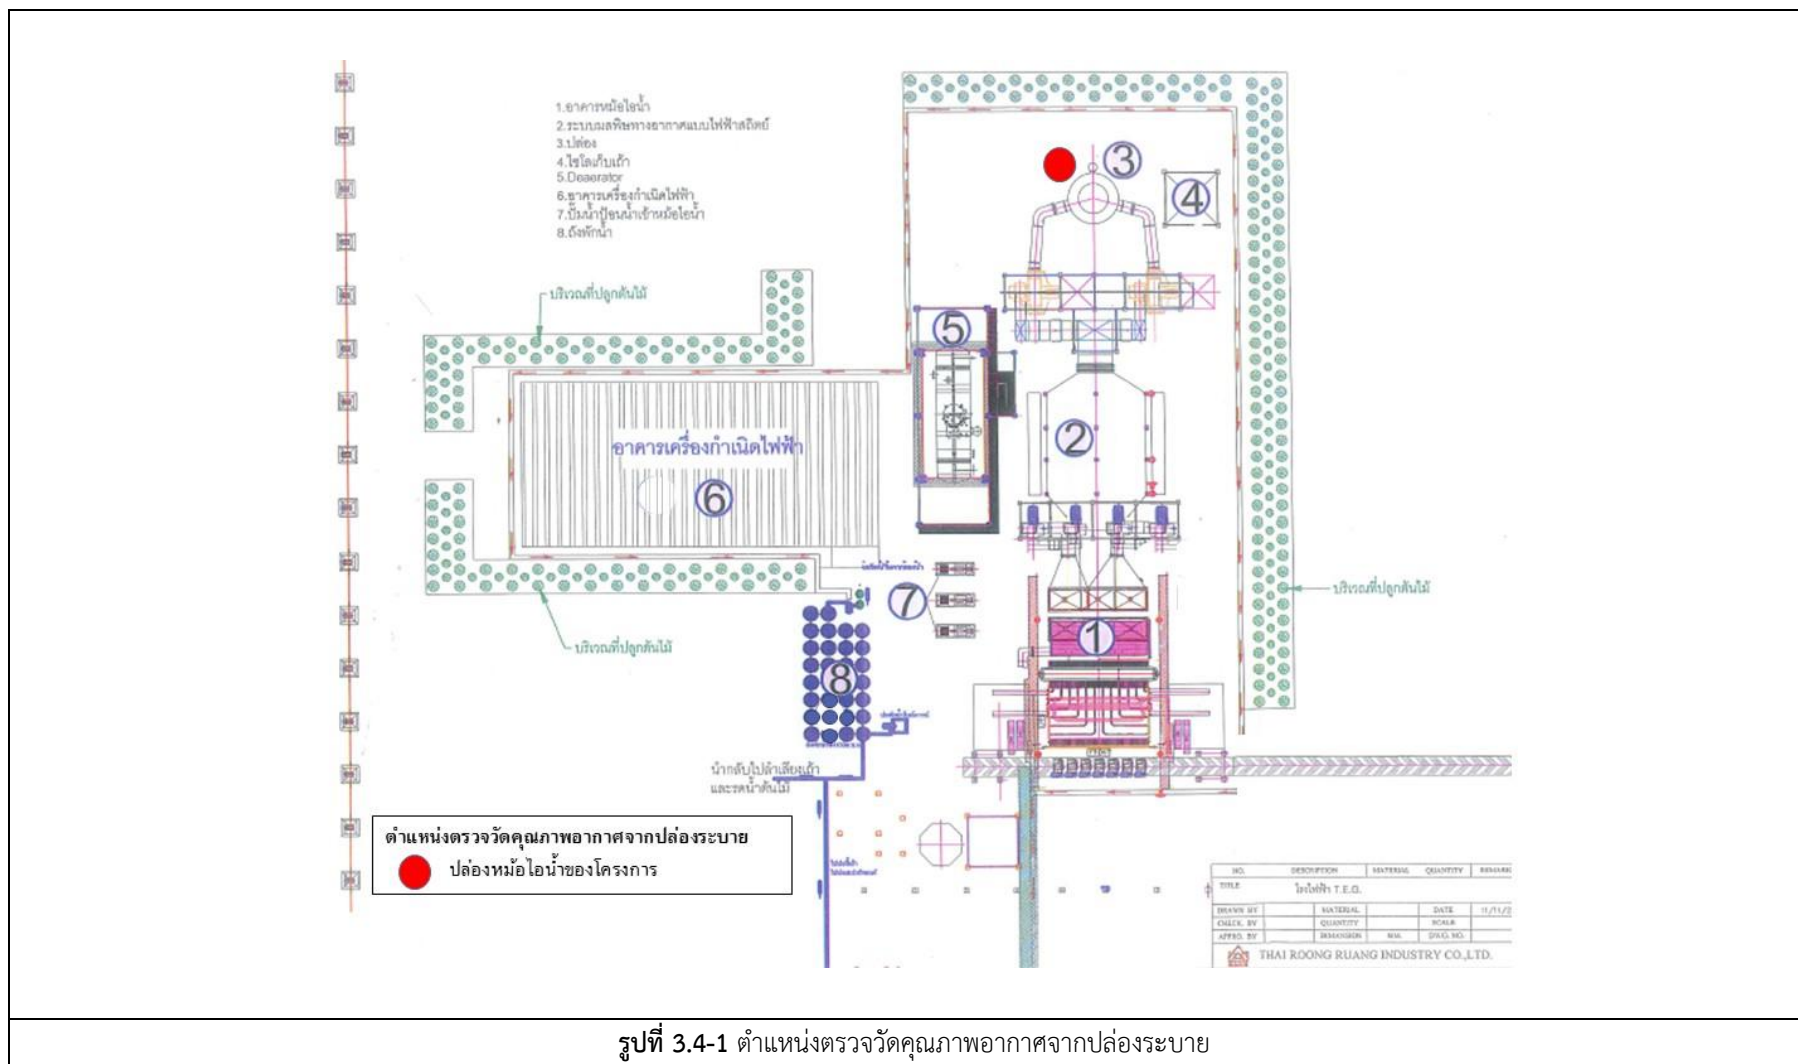 1.อาคารหม้อไอน้ำ
2.ระบบมลพิษทางอากาศแบบไฟฟ้าสถิตย์
3.ปล่อง
4.ไซโลเก็บเถ้า
5.Deaerator
6.อาคารเครื่องกำเนิดไฟฟ้า
7.ปั๊มน้ำป้อนน้ำเข้าหม้อไอน้ำ
8.ถังพักน้ำ
3
4
บริเวณที่ปลูกต้นไม้
5
2
อาคารเครื่องกำเนิดไฟฟ้า
6
7
บริเวณที่ปลูกต้นไม้
1
บริเวณที่ปลูกต้นไม้
8
นำกลับไปลำเลียงเถ้า
และรดน้ำต้นไม้
ตำแหน่งตรวจวัดคุณภาพอากาศจากปล่องระบาย
ปล่องหม้อไอน้ำของโครงการ
NO. DESCRIPTION MATERIAL QUANTITY REMARK
TITLE โรงไฟฟ้า T.E.G.
DRAWN BY MATERIAL DATE 11/11/2
CHECK. BY QUANTITY SCALE
APPRO. BY DIMENSION MM. DWG. NO.
THAI ROONG RUANG INDUSTRY CO.,LTD.
รูปที่ 3.4-1 ตำแหน่งตรวจวัดคุณภาพอากาศจากปล่องระบาย